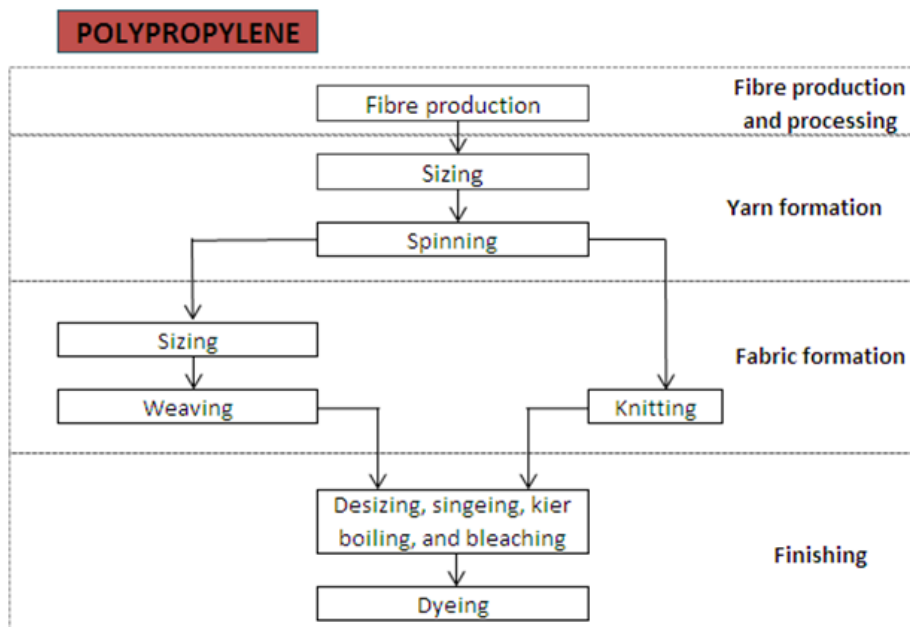 POLYPROPYLENE
Fibre production
Fibre production
and processing
Sizing
Yarn formation
Spinning
Sizing
Fabric formation
Weaving
Knitting
Desizing, singeing, kier
boiling, and bleaching
Finishing
Dyeing